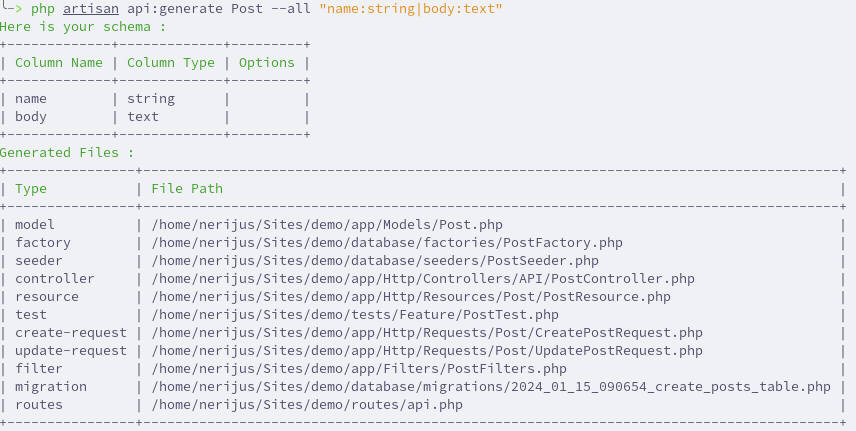 ╰─> php artisan api:generate Post --all "name:string|body:text"
Here is your schema :
+-------------+-------------+---------+
| Column Name | Column Type | Options |
+-------------+-------------+---------+
| name        | string      |         |
| body        | text        |         |
+-------------+-------------+---------+
Generated Files :
+----------------+---------------------------------------------------------------------------------------+
| Type           | File Path                                                                             |
+----------------+---------------------------------------------------------------------------------------+
| model          | /home/nerijus/Sites/demo/app/Models/Post.php                                          |
| factory        | /home/nerijus/Sites/demo/database/factories/PostFactory.php                           |
| seeder         | /home/nerijus/Sites/demo/database/seeders/PostSeeder.php                              |
| controller     | /home/nerijus/Sites/demo/app/Http/Controllers/API/PostController.php                  |
| resource       | /home/nerijus/Sites/demo/app/Http/Resources/Post/PostResource.php                     |
| test           | /home/nerijus/Sites/demo/tests/Feature/PostTest.php                                   |
| create-request | /home/nerijus/Sites/demo/app/Http/Requests/Post/CreatePostRequest.php                 |
| update-request | /home/nerijus/Sites/demo/app/Http/Requests/Post/UpdatePostRequest.php                 |
| filter         | /home/nerijus/Sites/demo/app/Filters/PostFilters.php                                  |
| migration      | /home/nerijus/Sites/demo/database/migrations/2024_01_15_090654_create_posts_table.php |
| routes         | /home/nerijus/Sites/demo/routes/api.php                                               |
+----------------+---------------------------------------------------------------------------------------+